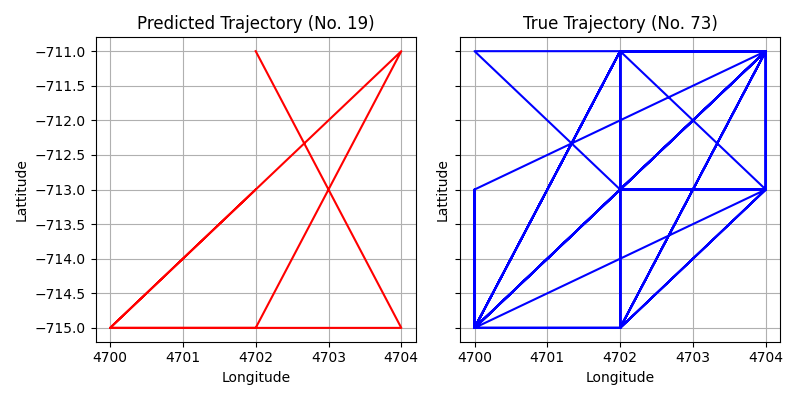 Predicted Trajectory (No. 19)
True Trajectory (No. 73)
−711.0
−711.5
−712.0
−712.5
−713.0
−713.5
−714.0
−714.5
−715.0
Lattitude
Lattitude
4700 4701 4702 4703 4704
4700 4701 4702 4703 4704
Longitude
Longitude